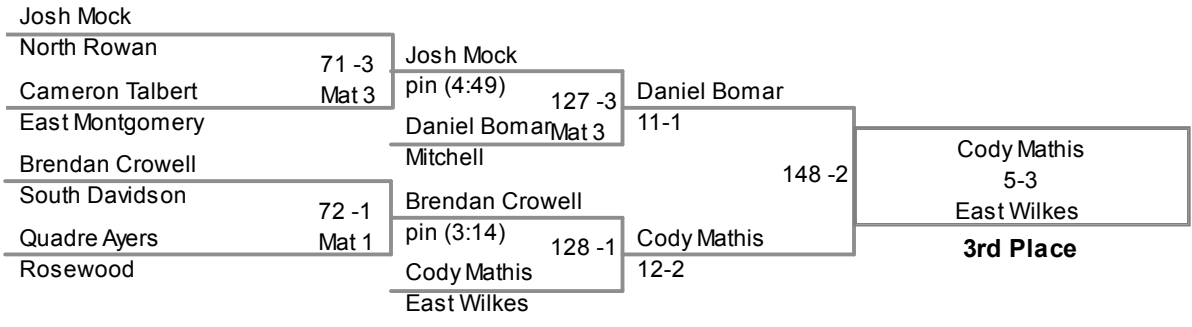 Josh Mock
North Rowan
71 -3
Mat 3
Cameron Talbert
East Montgomery
Brendan Crowell
South Davidson
72 -1
Mat 1
Quadre Ayers
Rosewood
Josh Mock
pin (4:49)
127 -3
Mat 3
Daniel Bomar
Mitchell
Brendan Crowell
pin (3:14)
128 -1
Cody Mathis
East Wilkes
Daniel Bomar
11-1
148 -2
Cody Mathis
12-2
Cody Mathis
5-3
East Wilkes
3rd Place